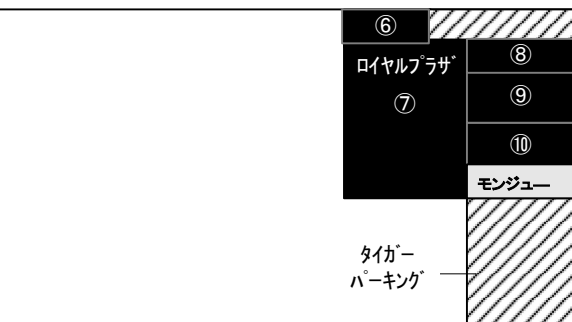 ⑥
ﾛｲﾔﾙﾌﾟﾗｻﾞ
⑦
⑧
⑨
⑩
モンジュー
ﾀｲｶﾞｰ
ﾊﾟｰｷﾝｸﾞ